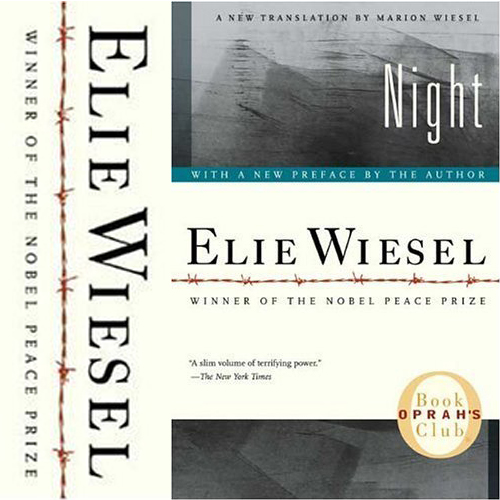 ELIE WIESEL
WINNER OF THE NOBEL PEACE PRIZE
A NEW TRANSLATION BY MARION WIESEL
Night
WITH A NEW PREFACE BY THE AUTHOR
ELIE WIESEL
WINNER OF THE NOBEL PEACE PRIZE
"A slim volume of terrifying power."
—The New York Times
Book
OPRAH'S
Club®